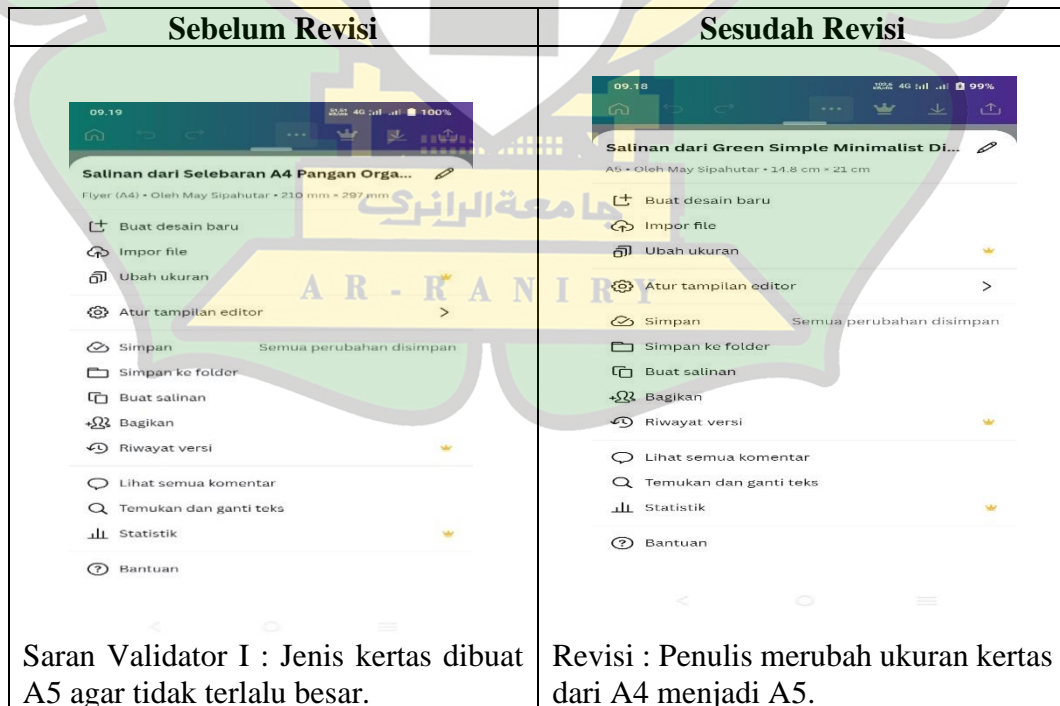 Sebelum Revisi
Sesudah Revisi
09.19
4G
100%
Salinan dari Selebaran A4 Pangan Orga...
Flyer (A4) • Oleh May Sipahutar • 210 mm × 297 mm
Buat desain baru
Impor file
Ubah ukuran
Atur tampilan editor
Simpan Semua perubahan disimpan
Simpan ke folder
Buat salinan
Bagikan
Riwayat versi
Lihat semua komentar
Temukan dan ganti teks
Statistik
Bantuan
Saran Validator I : Jenis kertas dibuat
A5 agar tidak terlalu besar.
09.18
4G
99%
Salinan dari Green Simple Minimalist Di...
A5 • Oleh May Sipahutar • 14.8 cm × 21 cm
Buat desain baru
Impor file
Ubah ukuran
Atur tampilan editor
Simpan Semua perubahan disimpan
Simpan ke folder
Buat salinan
Bagikan
Riwayat versi
Lihat semua komentar
Temukan dan ganti teks
Statistik
Bantuan
Revisi : Penulis merubah ukuran kertas
dari A4 menjadi A5.
جامعة الرانري
AR-RANIRY